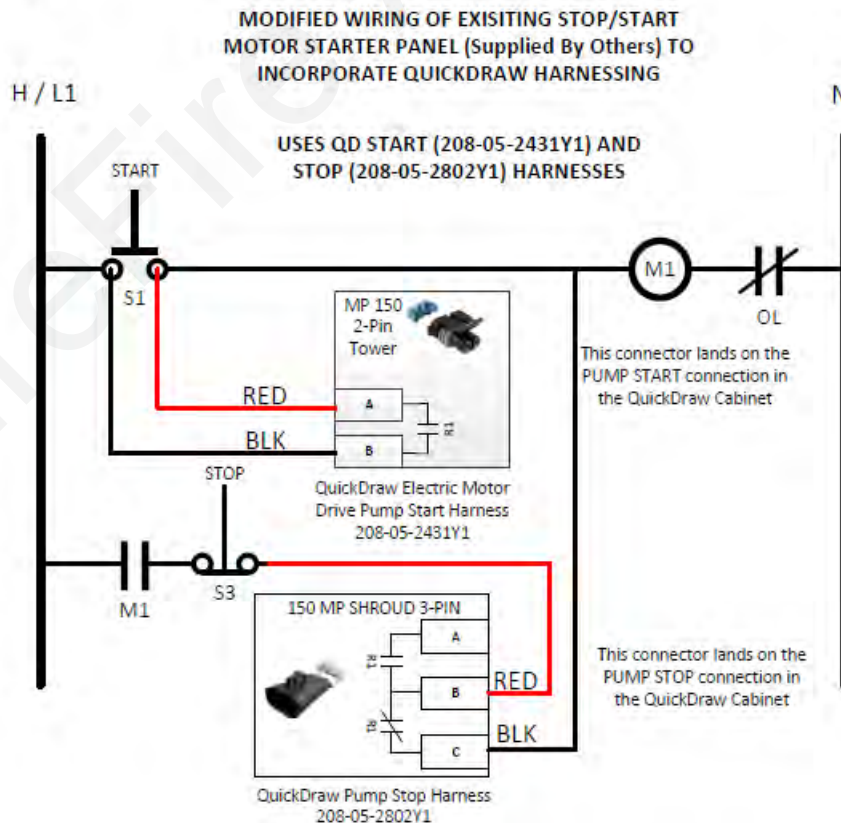 MODIFIED WIRING OF EXISITING STOP/START
MOTOR STARTER PANEL (Supplied By Others) TO
INCORPORATE QUICKDRAW HARNESSING
H / L1
N
USES QD START (208-05-2431Y1) AND
STOP (208-05-2802Y1) HARNESSES
START
S1
M1
OL
MP 150
2-Pin
Tower
This connector lands on the
PUMP START connection in
the QuickDraw Cabinet
RED
A
R1
BLK
B
STOP
QuickDraw Electric Motor
Drive Pump Start Harness
208-05-2431Y1
M1
S3
150 MP SHROUD 3-PIN
A
R1
B
RED
R1
C
BLK
This connector lands on the
PUMP STOP connection in
the QuickDraw Cabinet
QuickDraw Pump Stop Harness
208-05-2802Y1